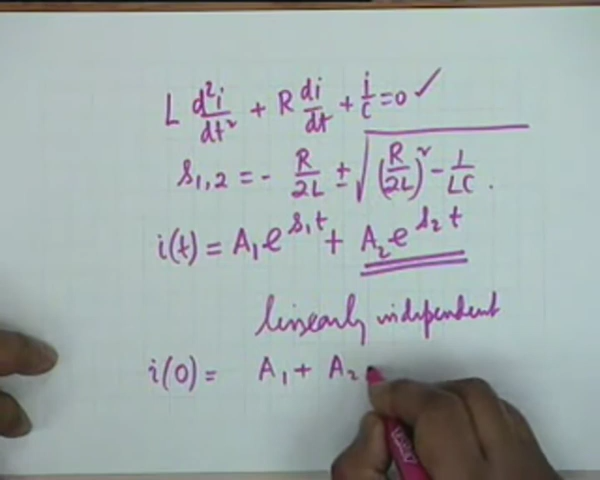 L d²i/dt² + R di/dt + i/C = 0 ✓
s₁,₂ = - R/2L ± √((R/2L)² - 1/LC).
i(t) = A₁e^{s₁t} + A₂e^{s₂t}
linearly independent
i(0) = A₁ + A₂